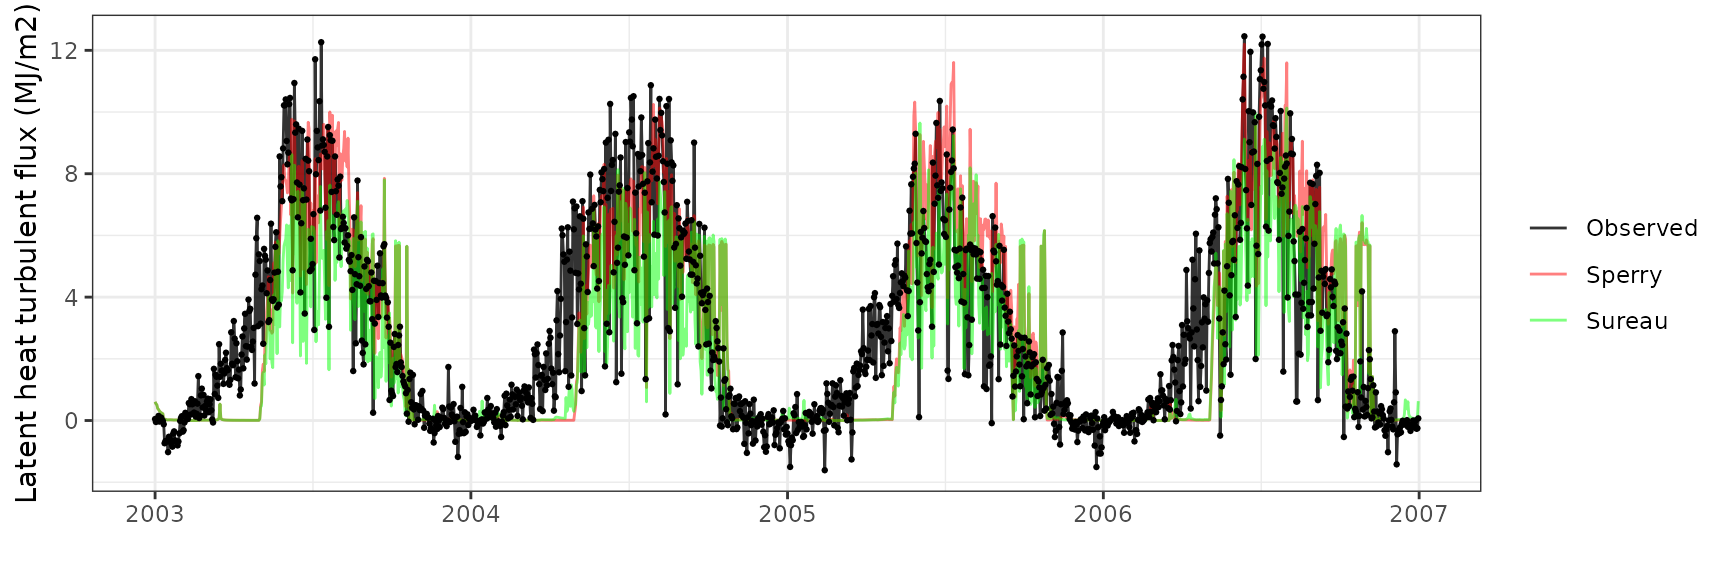 Latent heat turbulent flux (MJ/m2)
12
8
4
0
2003
2004
2005
2006
2007
Observed
Sperry
Sureau